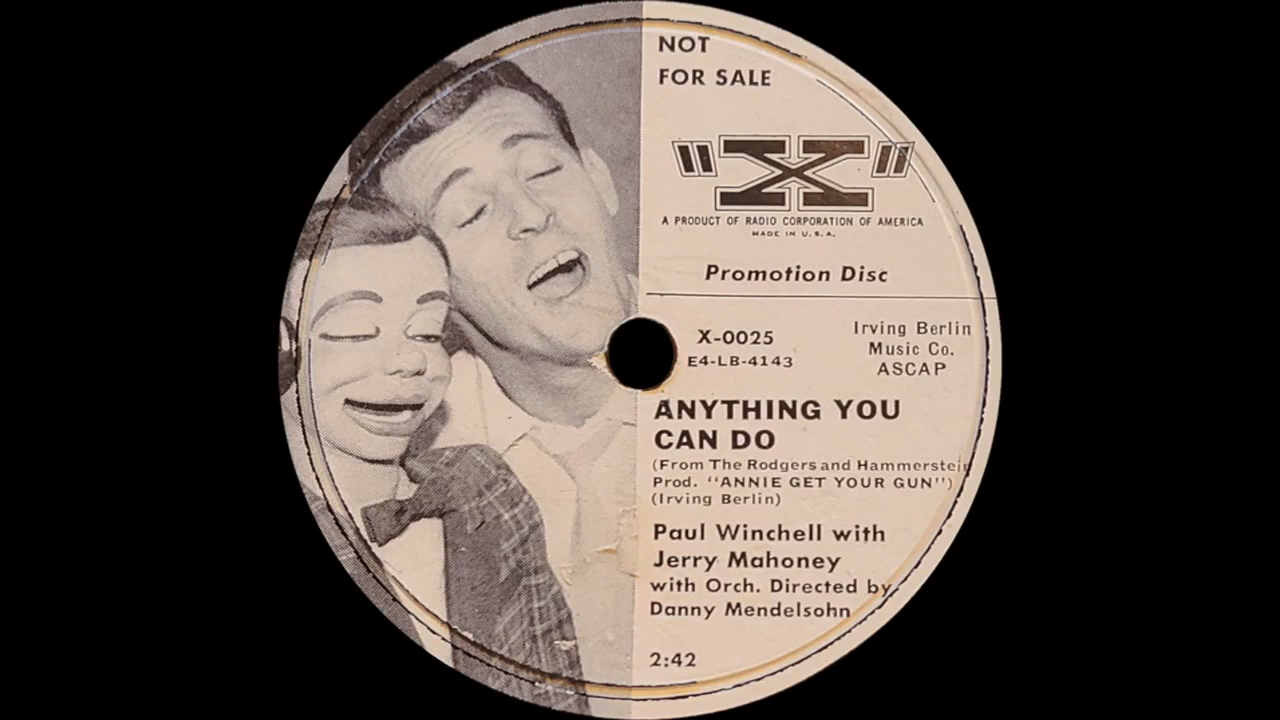 NOT
FOR SALE
"X"
A PRODUCT OF RADIO CORPORATION OF AMERICA
MADE IN U.S.A.
Promotion Disc
X-0025
E4-LB-4143
Irving Berlin
Music Co.
ASCAP
ANYTHING YOU
CAN DO
(From The Rodgers and Hammerstein
Prod. "ANNIE GET YOUR GUN")
(Irving Berlin)
Paul Winchell with
Jerry Mahoney
with Orch. Directed by
Danny Mendelsohn
2:42